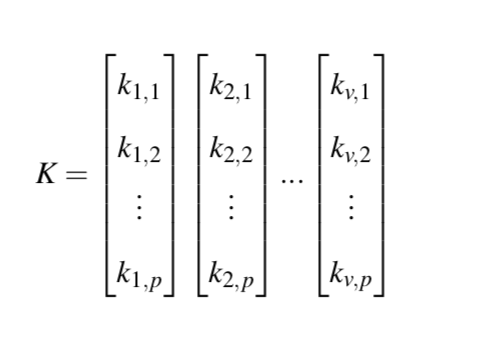 k_{1,1} k_{2,1} k_{v,1}
k_{1,2} k_{2,2} k_{v,2}
K = ⋮ ⋮ ... ⋮
k_{1,p} k_{2,p} k_{v,p}